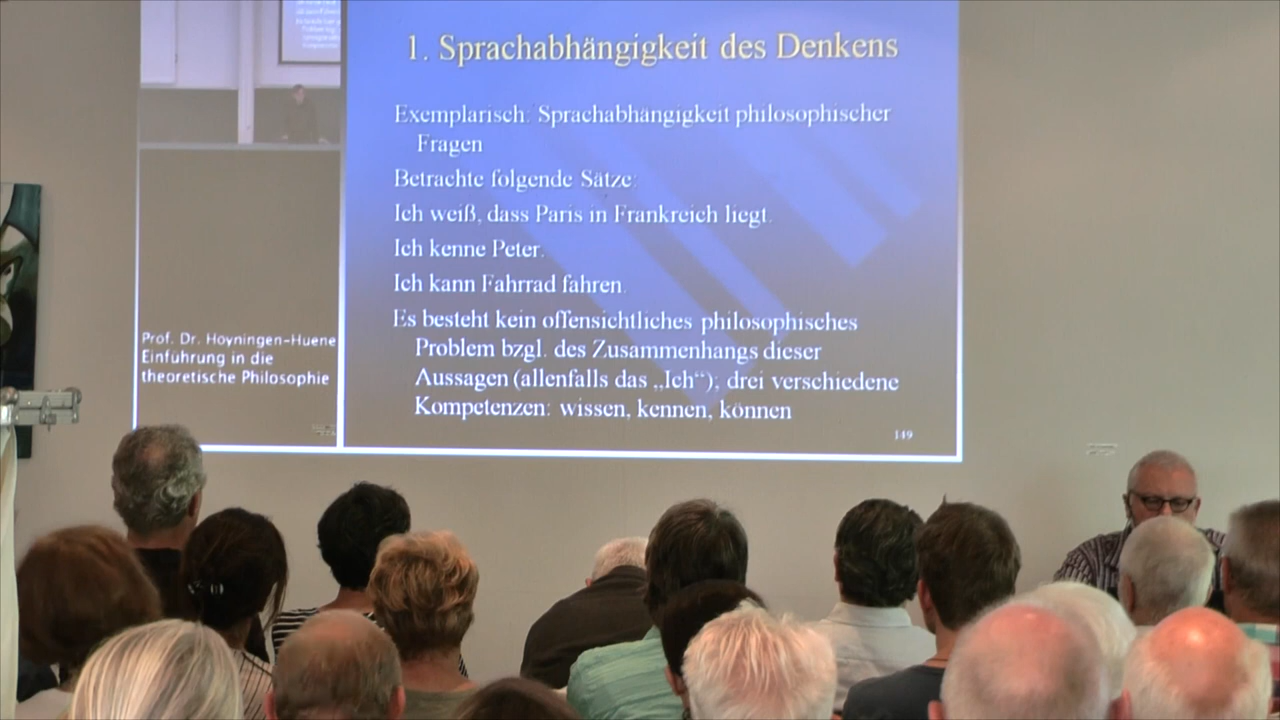 1. Sprachabhängigkeit des Denkens
Exemplarisch: Sprachabhängigkeit philosophischer
Fragen
Betrachte folgende Sätze:
Ich weiß, dass Paris in Frankreich liegt.
Ich kenne Peter.
Ich kann Fahrrad fahren.
Es besteht kein offensichtliches philosophisches
Problem bzgl. des Zusammenhangs dieser
Aussagen (allenfalls das „Ich“); drei verschiedene
Kompetenzen: wissen, kennen, können
149
Prof. Dr. Hoyningen-Huene
Einführung in die
theoretische Philosophie